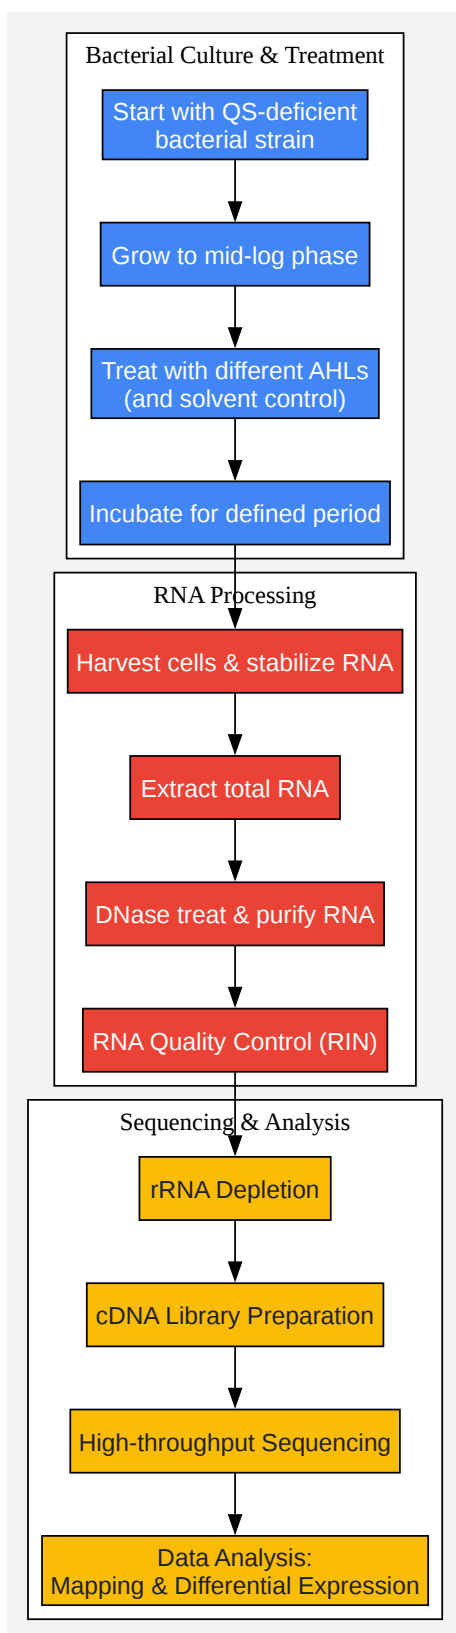 Bacterial Culture & Treatment
Start with QS-deficient
bacterial strain
Grow to mid-log phase
Treat with different AHLs
(and solvent control)
Incubate for defined period
RNA Processing
Harvest cells & stabilize RNA
Extract total RNA
DNase treat & purify RNA
RNA Quality Control (RIN)
Sequencing & Analysis
rRNA Depletion
cDNA Library Preparation
High-throughput Sequencing
Data Analysis:
Mapping & Differential Expression